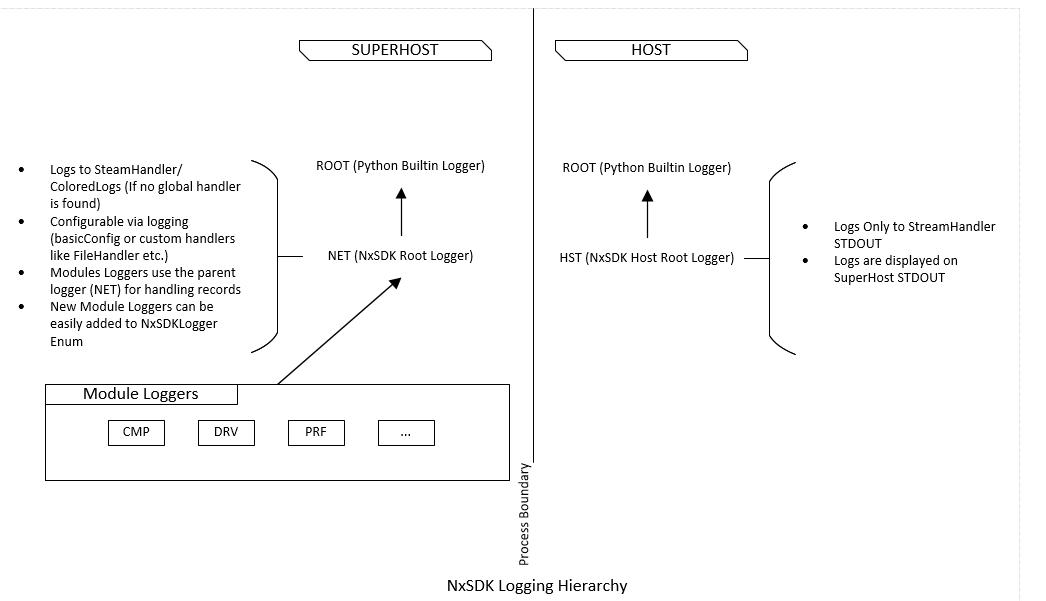 SUPERHOST
HOST
ROOT (Python Builtin Logger)
ROOT (Python Builtin Logger)
• Logs to SteamHandler/
ColoredLogs (If no global handler
is found)
• Configurable via logging
(basicConfig or custom handlers
like FileHandler etc.)
• Modules Loggers use the parent
logger (NET) for handling records
• New Module Loggers can be
easily added to NxSDKLogger
Enum
NET (NxSDK Root Logger)
HST (NxSDK Host Root Logger)
• Logs Only to StreamHandler
STDOUT
• Logs are displayed on
SuperHost STDOUT
Module Loggers
CMP
DRV
PRF
...
Process Boundary
NxSDK Logging Hierarchy